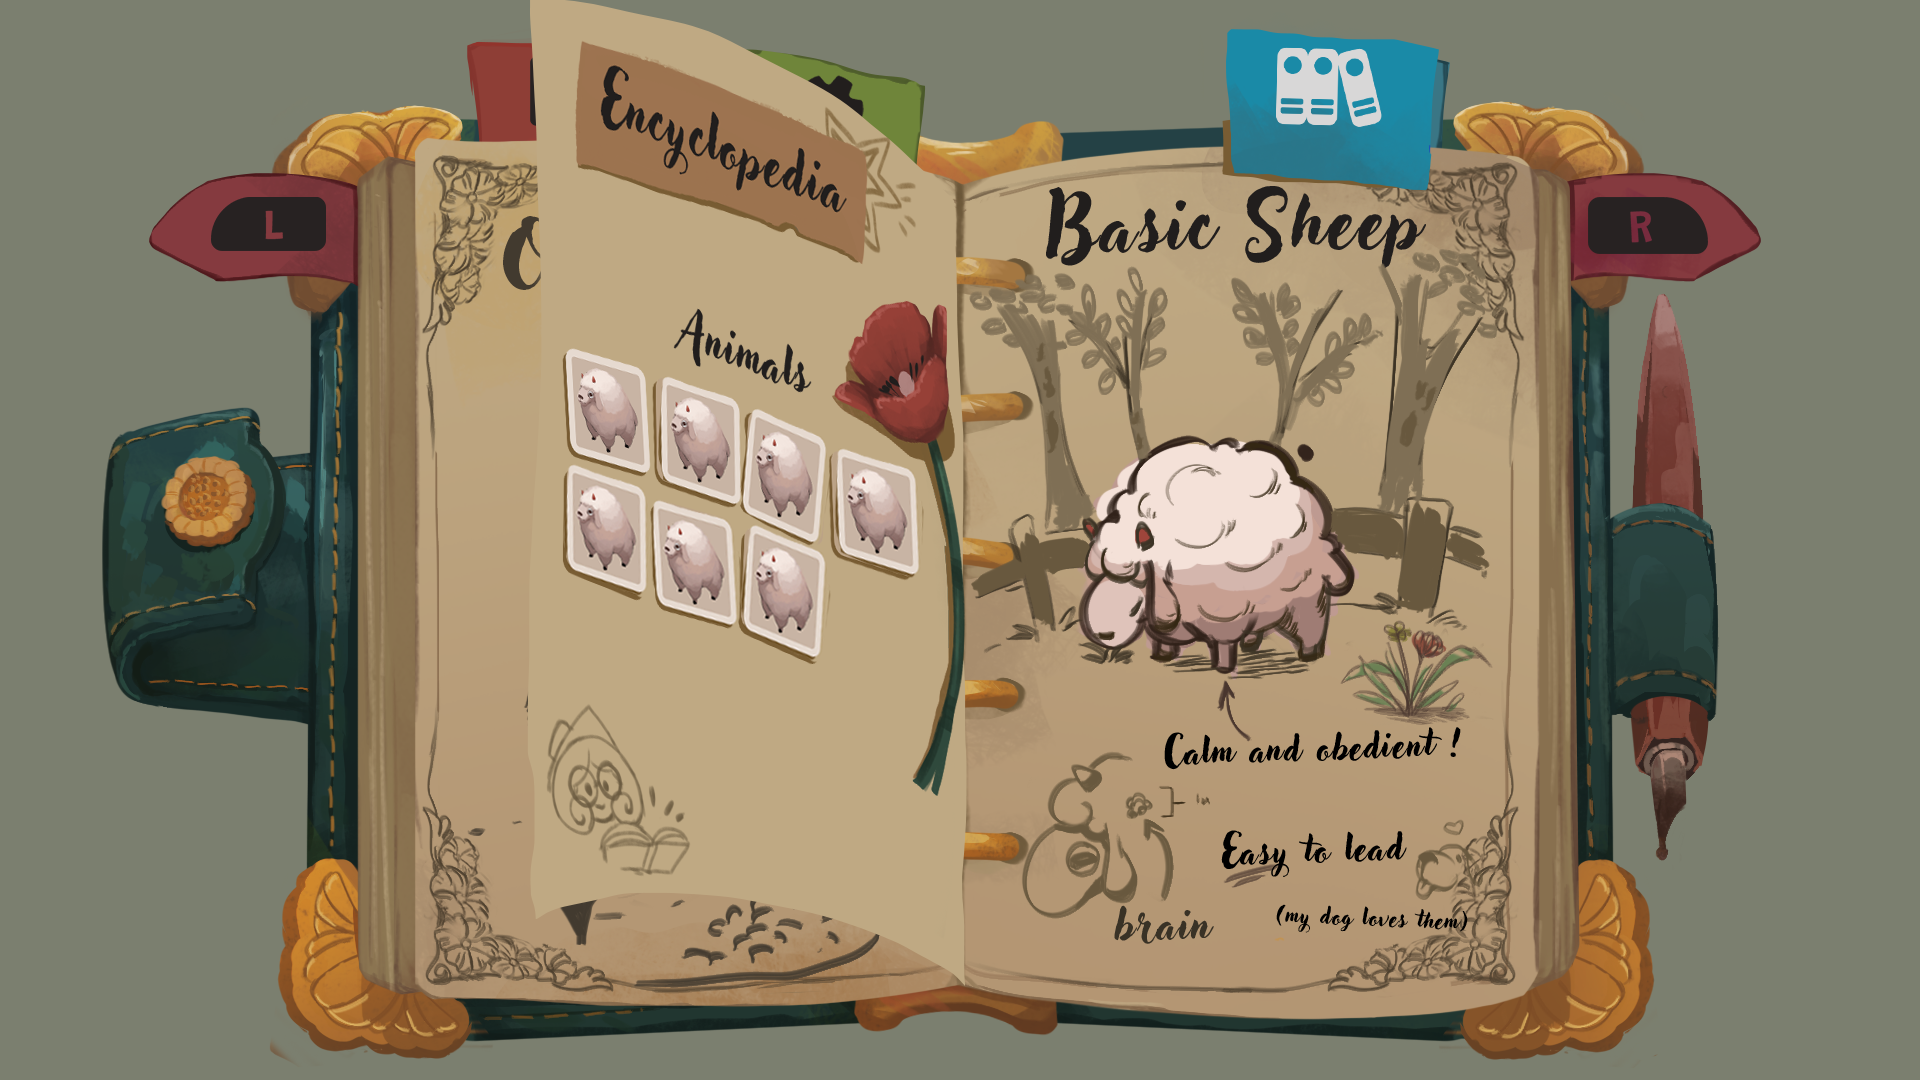 L
Encyclopedia
Animals
Basic Sheep
R
Calm and obedient !
Easy to lead
(my dog loves them)
brain